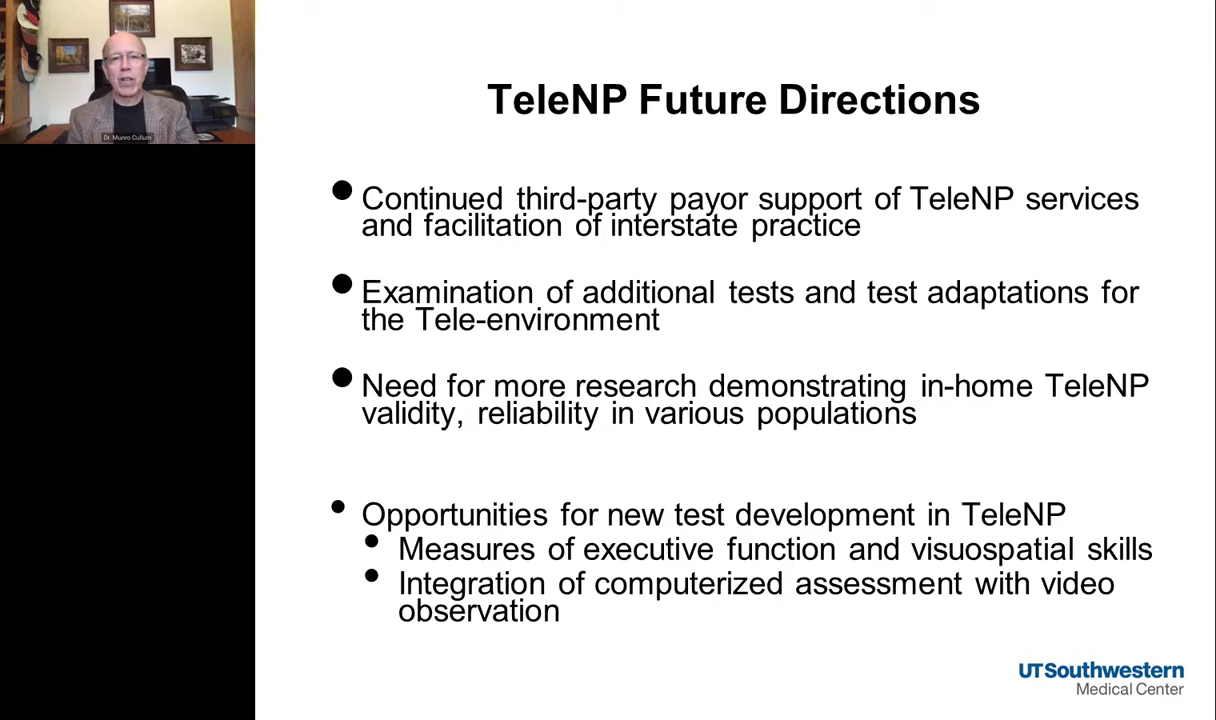 Dr. Munro Cullum
TeleNP Future Directions
Continued third-party payor support of TeleNP services
and facilitation of interstate practice
Examination of additional tests and test adaptations for
the Tele-environment
Need for more research demonstrating in-home TeleNP
validity, reliability in various populations
Opportunities for new test development in TeleNP
Measures of executive function and visuospatial skills
Integration of computerized assessment with video
observation
UTSouthwestern
Medical Center